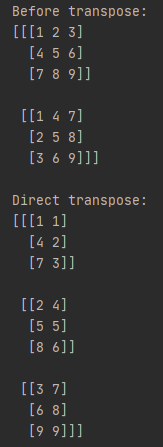 Before transpose:
[[[1 2 3]
  [4 5 6]
  [7 8 9]]

 [[1 4 7]
  [2 5 8]
  [3 6 9]]]

Direct transpose:
[[[1 1]
  [4 2]
  [7 3]]

 [[2 4]
  [5 5]
  [8 6]]

 [[3 7]
  [6 8]
  [9 9]]]